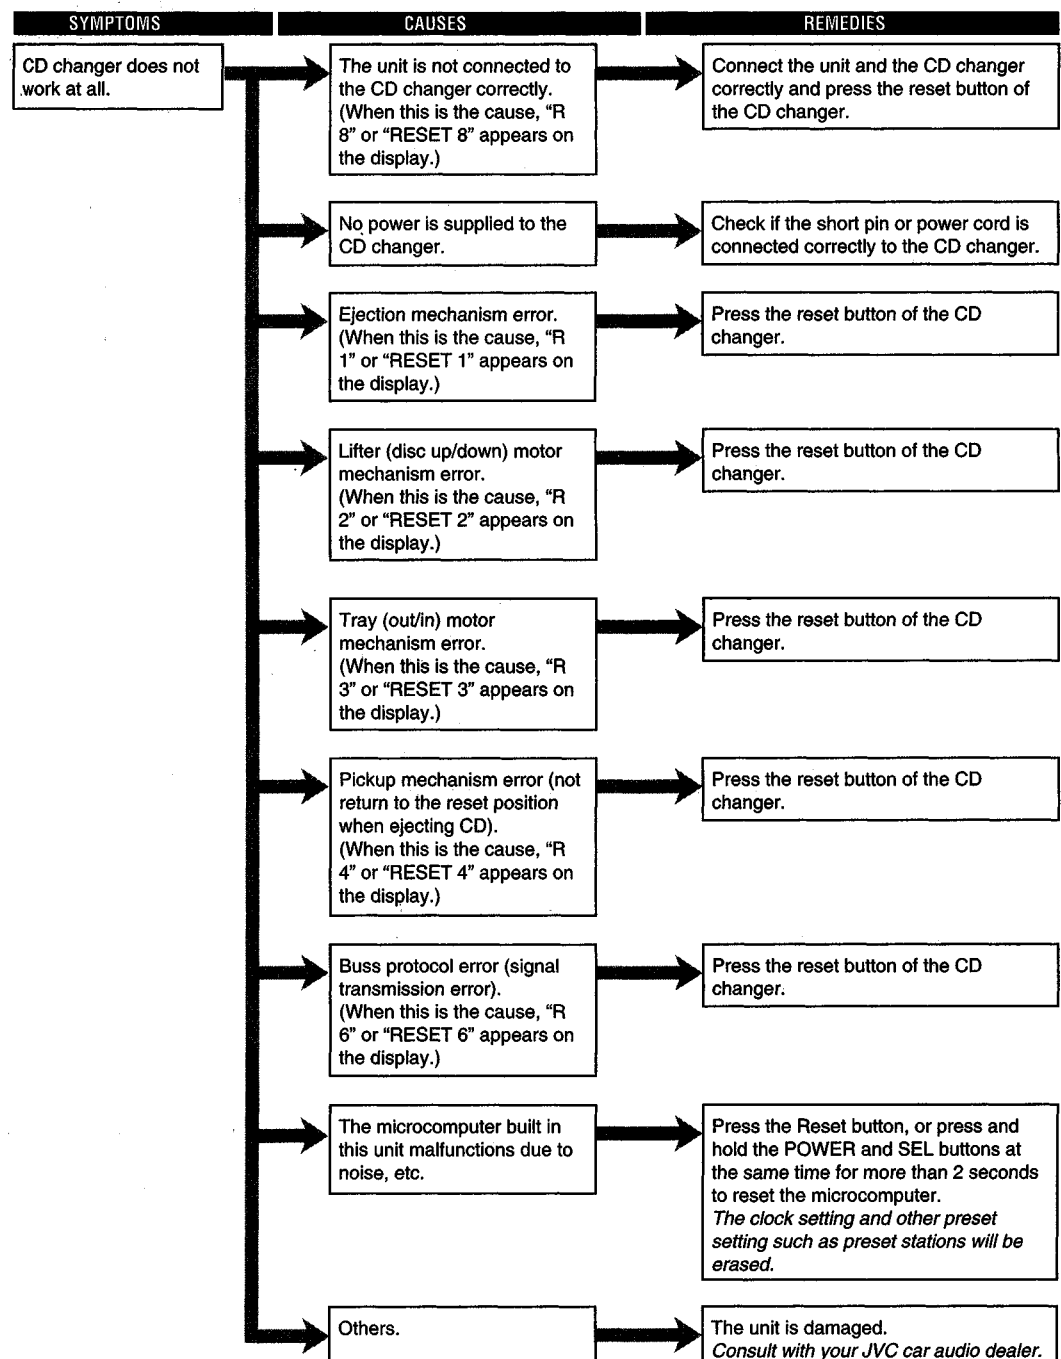 SYMPTOMS CAUSES REMEDIES
CD changer does not
work at all.
The unit is not connected to
the CD changer correctly.
(When this is the cause, “R
8” or “RESET 8” appears on
the display.)
Connect the unit and the CD changer
correctly and press the reset button of
the CD changer.
No power is supplied to the
CD changer.
Check if the short pin or power cord is
connected correctly to the CD changer.
Ejection mechanism error.
(When this is the cause, “R
1” or “RESET 1” appears on
the display.)
Press the reset button of the CD
changer.
Lifter (disc up/down) motor
mechanism error.
(When this is the cause, “R
2” or “RESET 2” appears on
the display.)
Press the reset button of the CD
changer.
Tray (out/in) motor
mechanism error.
(When this is the cause, “R
3” or “RESET 3” appears on
the display.)
Press the reset button of the CD
changer.
Pickup mechanism error (not
return to the reset position
when ejecting CD).
(When this is the cause, “R
4” or “RESET 4” appears on
the display.)
Press the reset button of the CD
changer.
Buss protocol error (signal
transmission error).
(When this is the cause, “R
6” or “RESET 6” appears on
the display.)
Press the reset button of the CD
changer.
The microcomputer built in
this unit malfunctions due to
noise, etc.
Press the Reset button, or press and
hold the POWER and SEL buttons at
the same time for more than 2 seconds
to reset the microcomputer.
The clock setting and other preset
setting such as preset stations will be
erased.
Others.
The unit is damaged.
Consult with your JVC car audio dealer.